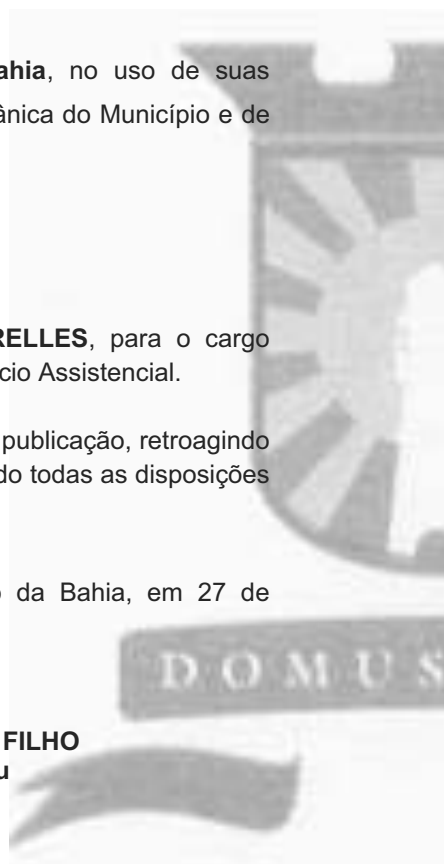 ahia, no uso de suas
ânica do Município e de
RELLES, para o cargo
cio Assistencial.
publicação, retroagindo
do todas as disposições
o da Bahia, em 27 de
DOMUS
FILHO
u